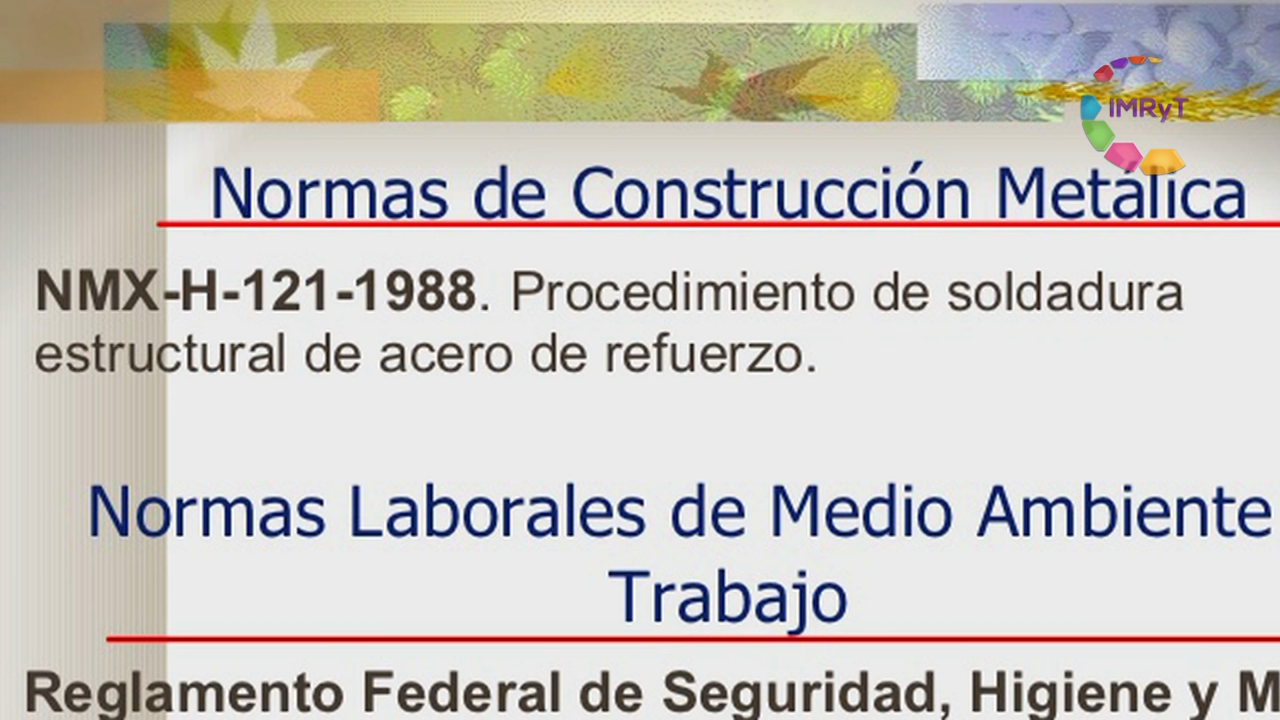 IMRyT
Normas de Construcción Metálica
NMX-H-121-1988. Procedimiento de soldadura
estructural de acero de refuerzo.
Normas Laborales de Medio Ambiente
Trabajo
Reglamento Federal de Seguridad, Higiene y M